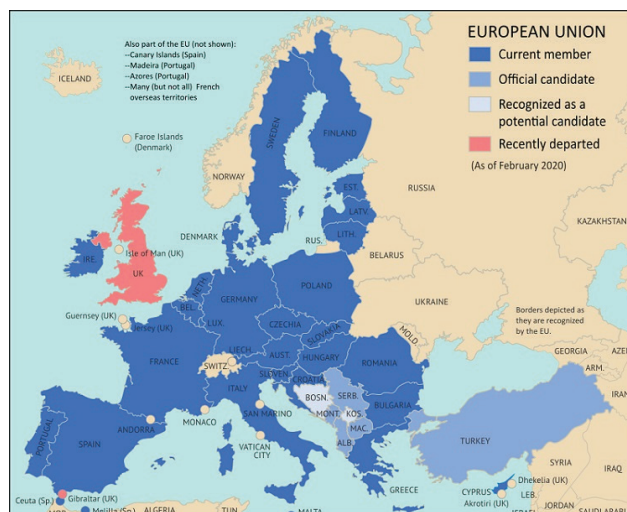 Also part of the EU (not shown):
--Canary Islands (Spain)
--Madeira (Portugal)
--Azores (Portugal)
--Many (but not all) French
overseas territories
EUROPEAN UNION
Current member
Official candidate
Recognized as a
potential candidate
Recently departed
(As of February 2020)
ICELAND
Faroe Islands
(Denmark)
SWEDEN
FINLAND
NORWAY
RUSSIA
EST.
LATV.
LITH.
RUS.
DENMARK
KAZAKHSTAN
Isle of Man (UK)
IRE.
UK
BELARUS
NETH.
POLAND
GERMANY
BEL.
UKRAINE
Guernsey (UK)
Jersey (UK)
LUX.
CZECHIA
SLOVAKIA
Borders depicted as
they are recognized
by the EU.
MOLD.
LIECH.
FRANCE
SWITZ.
AUST.
HUNGARY
ROMANIA
GEORGIA
AZE
ARM.
SLOVEN.
CROATIA
ITALY
BOSN.
SERB.
IRAN
SAN MARINO
MONT.
KOS.
BULGARIA
ANDORRA
MONACO
MAC.
ALB.
TURKEY
PORTUGAL
SPAIN
VATICAN
CITY
SYRIA
IRAQ
GREECE
CYPRUS
Dhekelia (UK)
Akrotiri (UK)
LEB.
Ceuta (Sp.)
Gibraltar (UK)
Melilla (Sp.)
MOR
ALGERIA
TUN.
MALTA
ISRAEL
JORDAN
SAUDI ARABIA